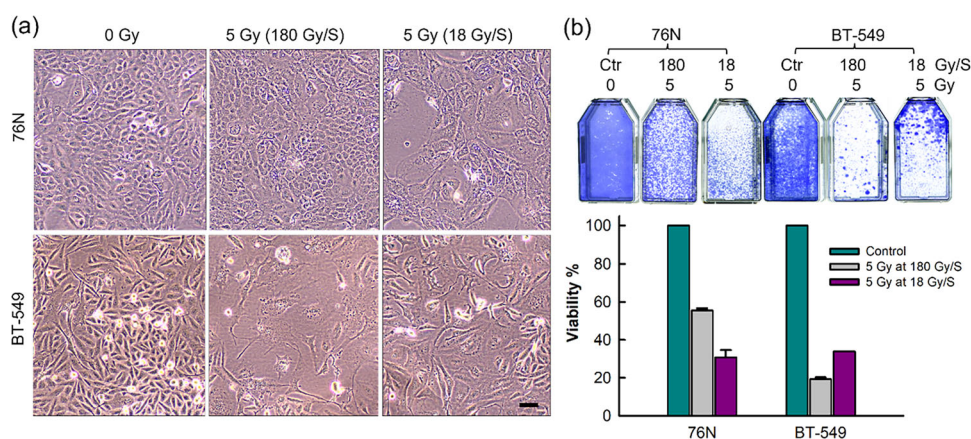 (a)
0 Gy
5 Gy (180 Gy/S)
5 Gy (18 Gy/S)
76N
BT-549
(b)
76N
BT-549
Ctr 180 18 Ctr 180 18 Gy/S
0 5 5 0 5 5 Gy
Viability %
100
80
60
40
20
0
Control
5 Gy at 180 Gy/S
5 Gy at 18 Gy/S
76N
BT-549